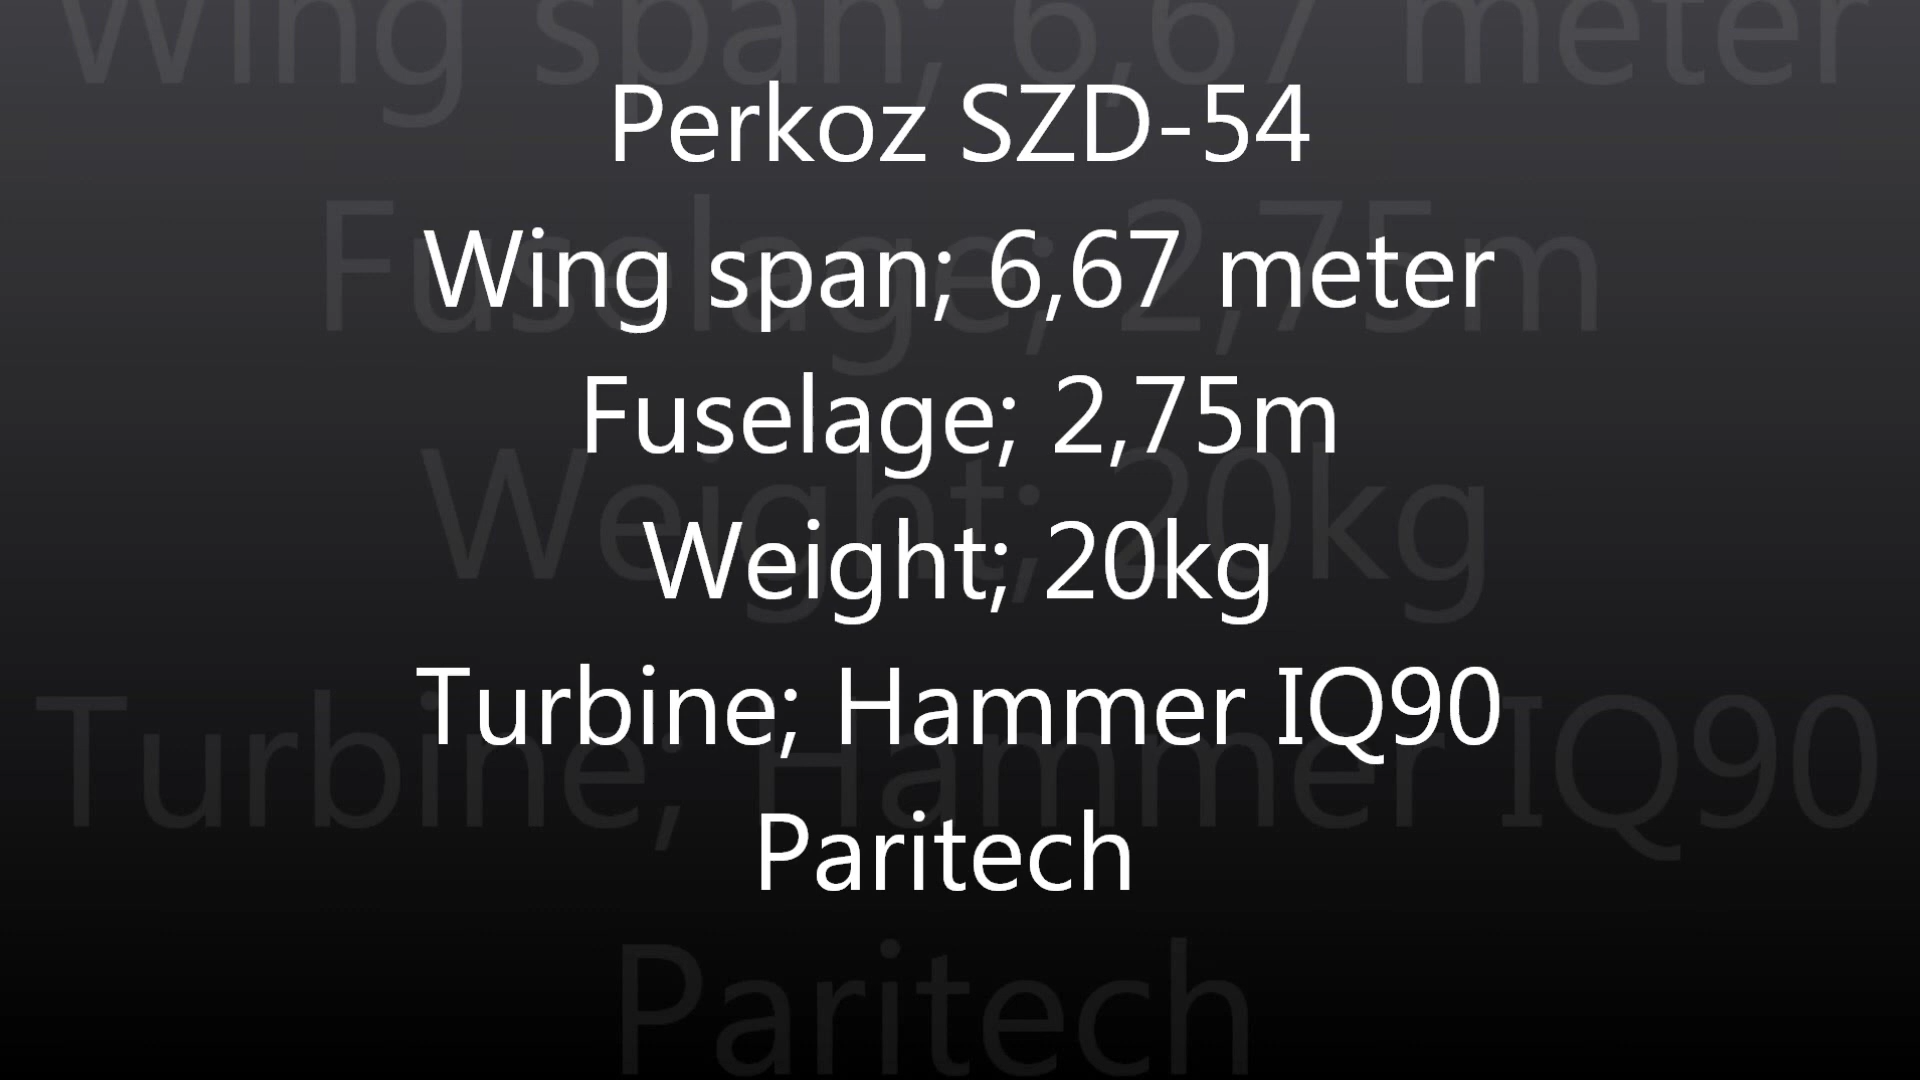 Perkoz SZD-54
Wing span; 6,67 meter
Fuselage; 2,75m
Weight; 20kg
Turbine; Hammer IQ90
Paritech